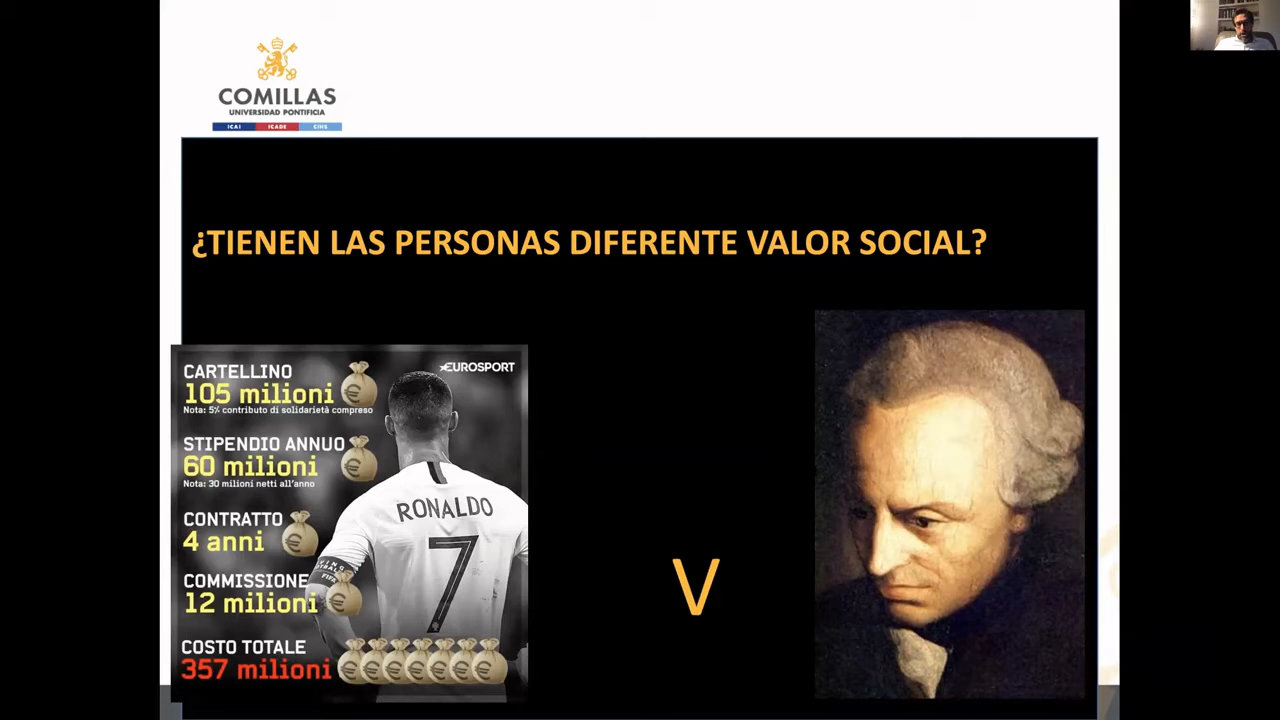 COMILLAS
UNIVERSIDAD PONTIFICIA
ICAI ICADE CIHS
¿TIENEN LAS PERSONAS DIFERENTE VALOR SOCIAL?
EUROSPORT
CARTELLINO
105 milioni
Nota: 5% contributo di solidarietà compreso
STIPENDIO ANNUO
60 milioni
Nota: 30 milioni netti all'anno
CONTRATTO
4 anni
COMMISSIONE
12 milioni
COSTO TOTALE
357 milioni
RONALDO
7
FIFA
V